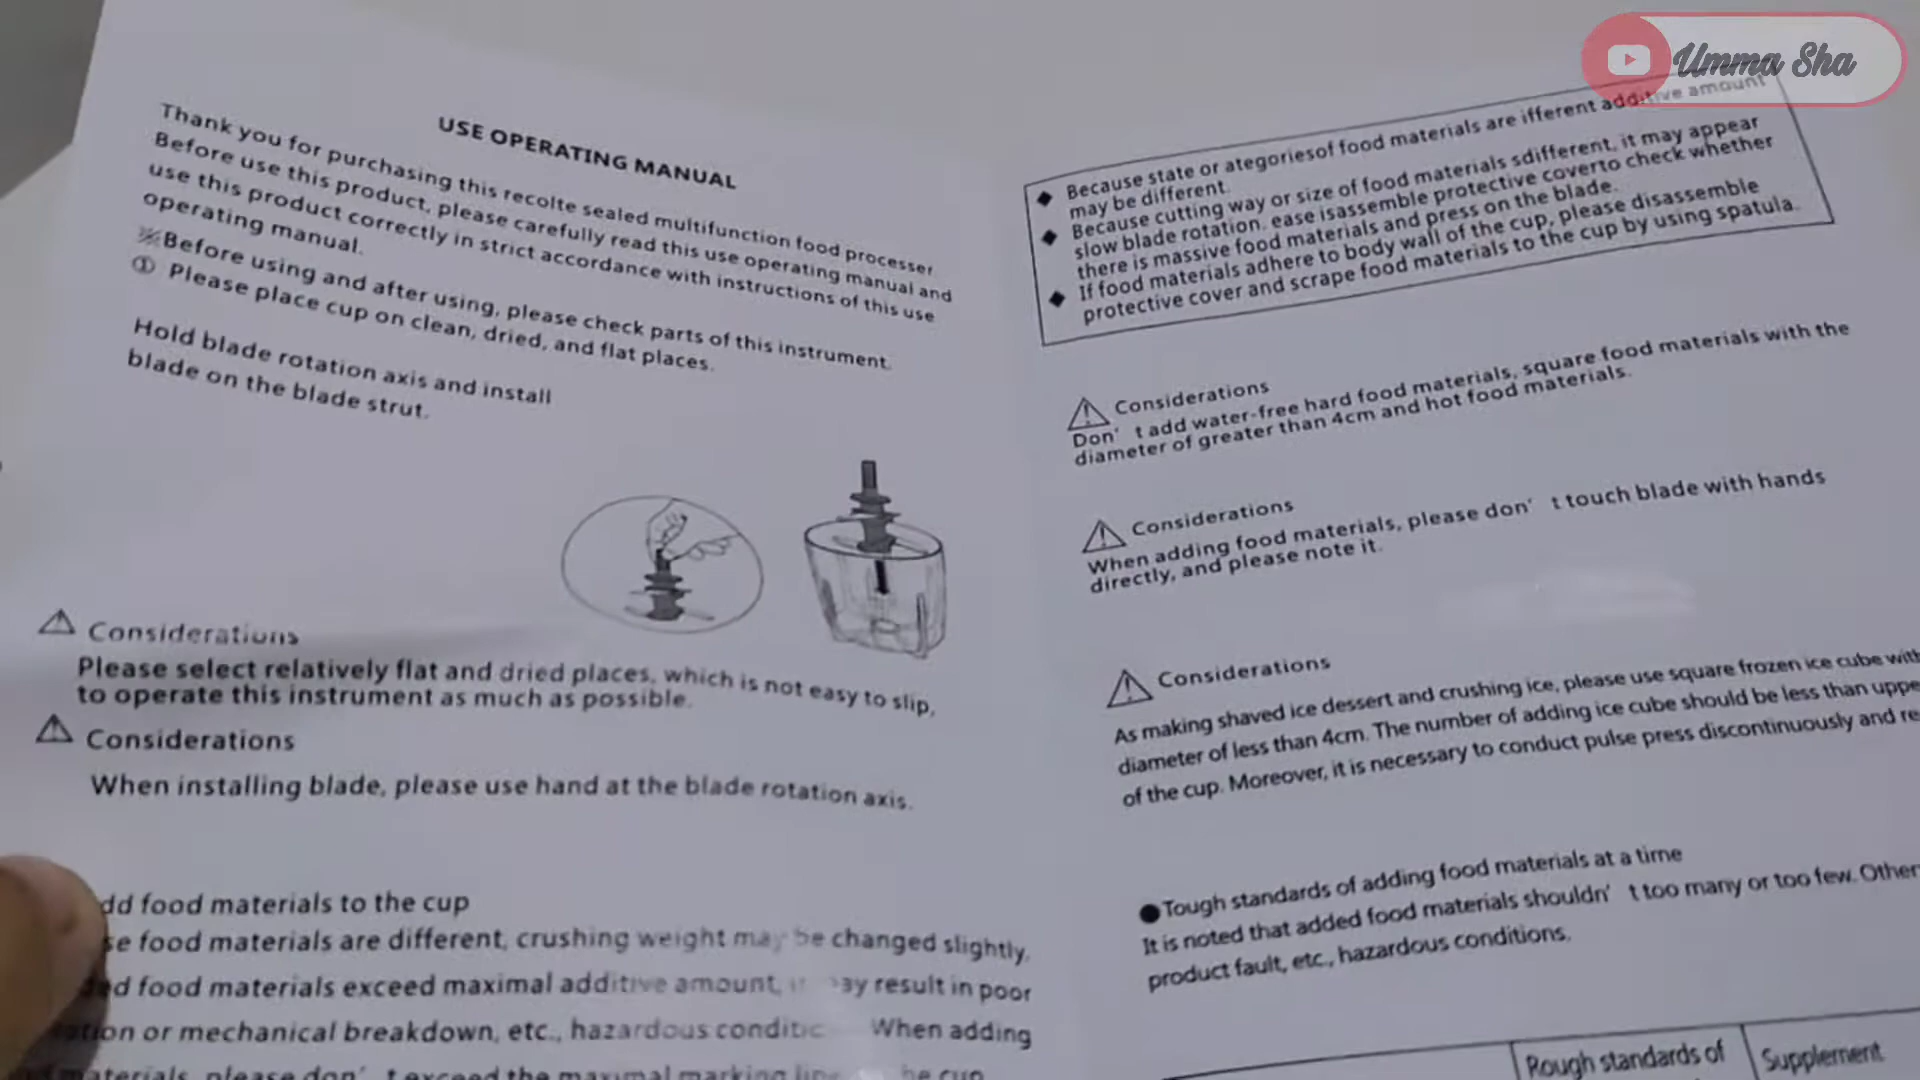 USE OPERATING MANUAL
Thank you for purchasing this recolte sealed multifunction food processer
Before use this product, please carefully read this use operating manual and
use this product correctly in strict accordance with instructions of this use
operating manual.
※Before using and after using, please check parts of this instrument.
① Please place cup on clean, dried, and flat places.
Hold blade rotation axis and install
blade on the blade strut.
Considerations
Please select relatively flat and dried places, which is not easy to slip,
to operate this instrument as much as possible.
Considerations
When installing blade, please use hand at the blade rotation axis.
food materials to the cup
food materials are different, crushing weight may be changed slightly,
food materials exceed maximal additive amount, result in poor
or mechanical breakdown, etc., hazardous When adding
please don't exceed the maximal marking cup
◆ Because state or ategoriesof food materials are ifferent additive amount
may be different.
◆ Because cutting way or size of food materials sdifferent, it may appear
slow blade rotation. ease isassemble protective coverto check whether
there is massive food materials and press on the blade.
◆ If food materials adhere to body wall of the cup, please disassemble
protective cover and scrape food materials to the cup by using spatula.
Considerations
Don't add water-free hard food materials, square food materials with the
diameter of greater than 4cm and hot food materials.
Considerations
When adding food materials, please don't touch blade with hands
directly, and please note it.
Considerations
As making shaved ice dessert and crushing ice, please use square frozen ice cube with
diameter of less than 4cm. The number of adding ice cube should be less than
of the cup. Moreover, it is necessary to conduct pulse press discontinuously and
●Tough standards of adding food materials at a time
It is noted that added food materials shouldn't too many or too few.
product fault, etc., hazardous conditions.
Rough standards of
Supplement
Umma Sha